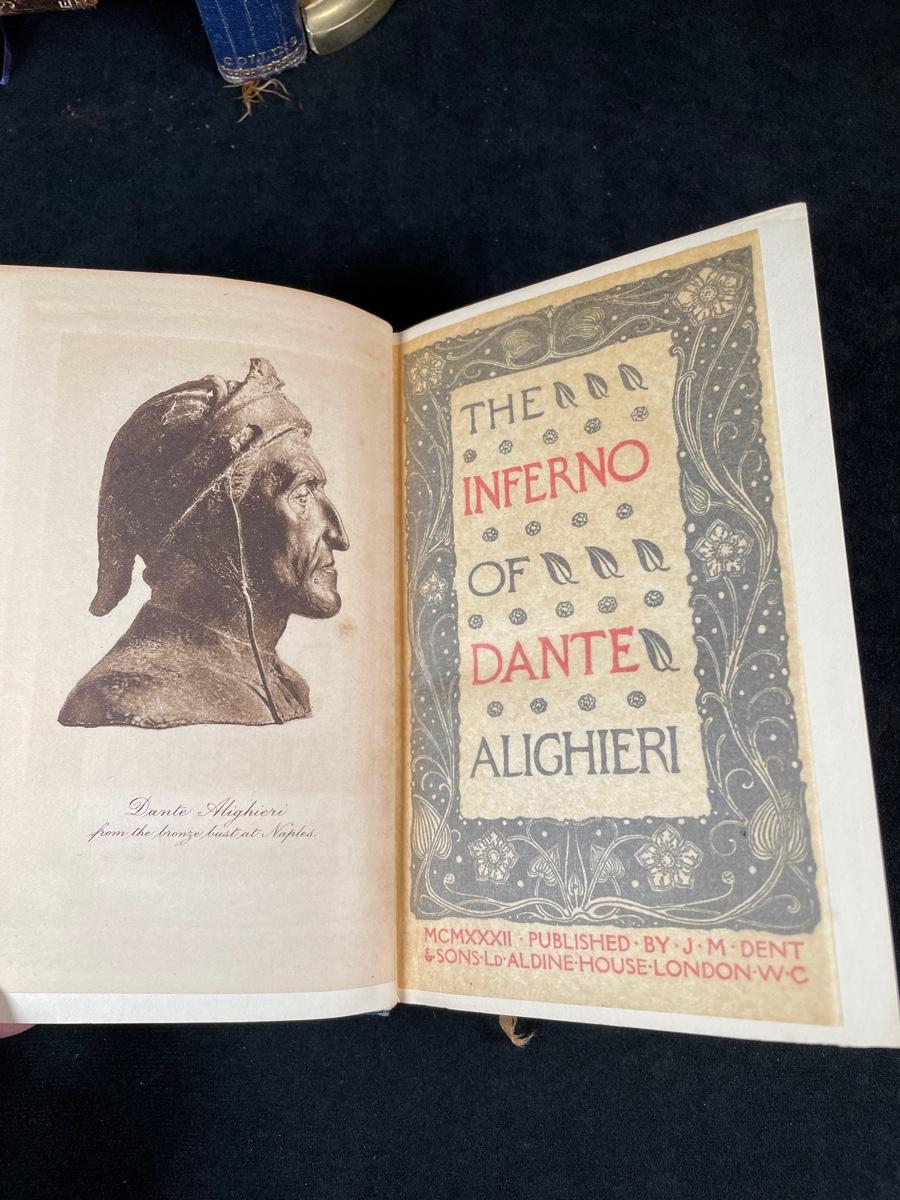 COLLINS
Dante Alighieri
from the bronze bust at Naples.
THE
INFERNO
OF
DANTE
ALIGHIERI
MCMXXXII · PUBLISHED · BY · J · M · DENT
& SONS · LD · ALDINE · HOUSE · LONDON · W · C